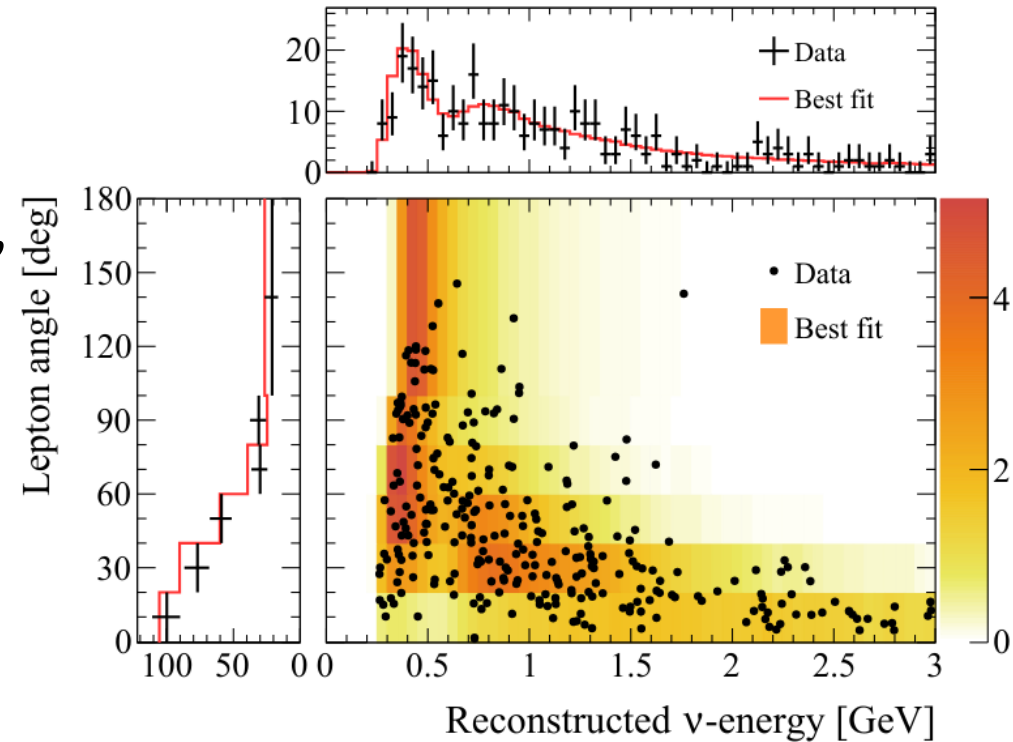 20
10
0
Data
Best fit
Lepton angle [deg]
180
150
120
90
60
30
0
100 50 0
Data
Best fit
4
2
0
0 0.5 1 1.5 2 2.5 3
Reconstructed ν-energy [GeV]